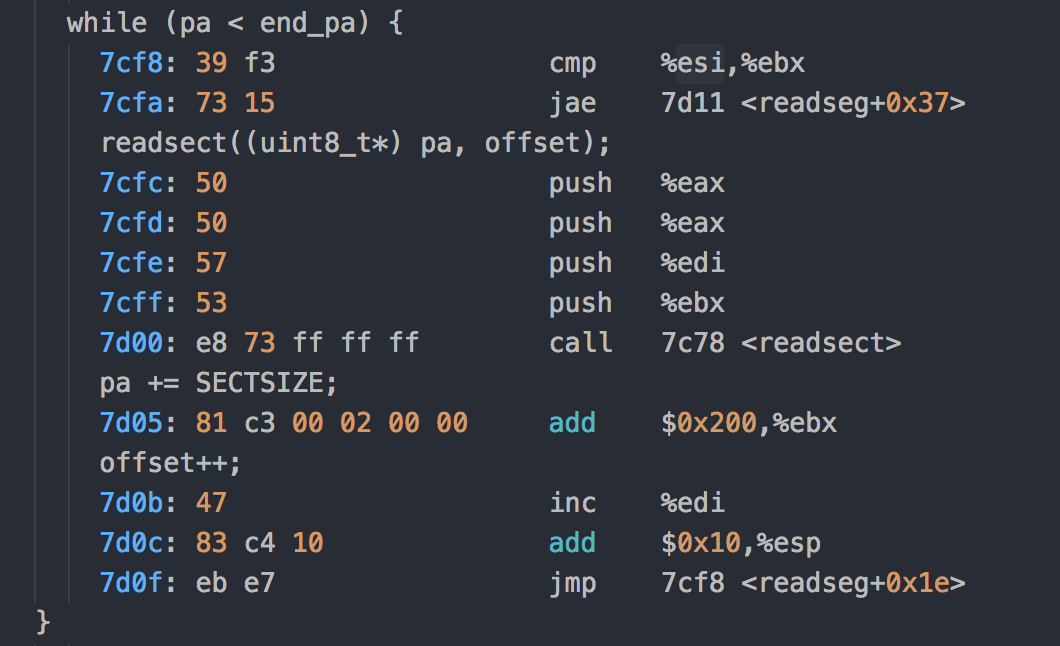 while (pa < end_pa) {
7cf8: 39 f3 cmp %esi,%ebx
7cfa: 73 15 jae 7d11 <readseg+0x37>
readsect((uint8_t*) pa, offset);
7cfc: 50 push %eax
7cfd: 50 push %eax
7cfe: 57 push %edi
7cff: 53 push %ebx
7d00: e8 73 ff ff ff call 7c78 <readsect>
pa += SECTSIZE;
7d05: 81 c3 00 02 00 00 add $0x200,%ebx
offset++;
7d0b: 47 inc %edi
7d0c: 83 c4 10 add $0x10,%esp
7d0f: eb e7 jmp 7cf8 <readseg+0x1e>
}